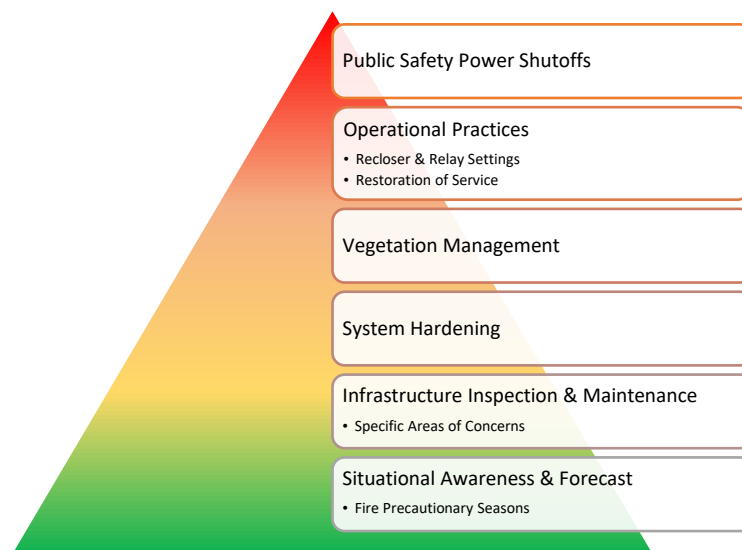 Public Safety Power Shutoffs
Operational Practices
• Recloser & Relay Settings
• Restoration of Service
Vegetation Management
System Hardening
Infrastructure Inspection & Maintenance
• Specific Areas of Concerns
Situational Awareness & Forecast
• Fire Precautionary Seasons